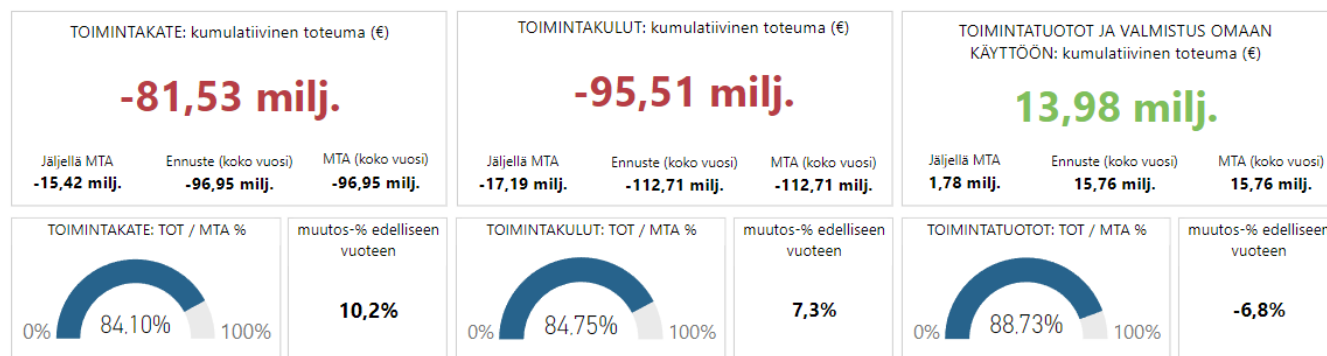 TOIMINTAKATE: kumulatiivinen toteuma (€)
-81,53 milj.
Jäljellä MTA
-15,42 milj.
Ennuste (koko vuosi)
-96,95 milj.
MTA (koko vuosi)
-96,95 milj.
TOIMINTAKULUT: kumulatiivinen toteuma (€)
-95,51 milj.
Jäljellä MTA
-17,19 milj.
Ennuste (koko vuosi)
-112,71 milj.
MTA (koko vuosi)
-112,71 milj.
TOIMINTATUOTOT JA VALMISTUS OMAAN
KÄYTTÖÖN: kumulatiivinen toteuma (€)
13,98 milj.
Jäljellä MTA
1,78 milj.
Ennuste (koko vuosi)
15,76 milj.
MTA (koko vuosi)
15,76 milj.
TOIMINTAKATE: TOT / MTA %
0%
84.10%
100%
muutos-% edelliseen
vuoteen
10,2%
TOIMINTAKULUT: TOT / MTA %
0%
84.75%
100%
muutos-% edelliseen
vuoteen
7,3%
TOIMINTATUOTOT: TOT / MTA %
0%
88.73%
100%
muutos-% edelliseen
vuoteen
-6,8%